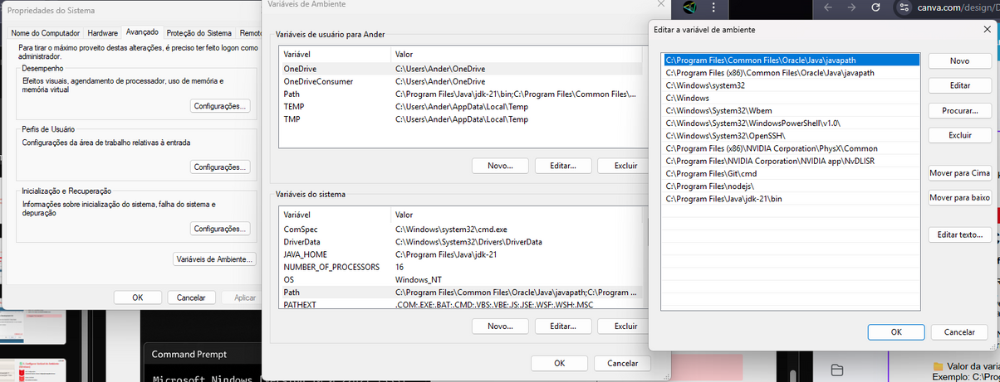 Propriedades do Sistema
Nome do Computador Hardware Avançado Proteção do Sistema Remoto
Para tirar o máximo proveito destas alterações, é preciso ter feito logon como
administrador.
Desempenho
Efeitos visuais, agendamento de processador, uso de memória e
memória virtual
Configurações...
Perfis de Usuário
Configurações da área de trabalho relativas à entrada
Configurações...
Inicialização e Recuperação
Informações sobre inicialização do sistema, falha do sistema e
depuração
Configurações...
Variáveis de Ambiente...
OK Cancelar Aplicar
Command Prompt
Variáveis de Ambiente
Variáveis de usuário para Ander
Variável Valor
OneDrive C:\Users\Ander\OneDrive
OneDriveConsumer C:\Users\Ander\OneDrive
Path C:\Program Files\Java\jdk-21\bin;C:\Program Files\Common Files\...
TEMP C:\Users\Ander\AppData\Local\Temp
TMP C:\Users\Ander\AppData\Local\Temp
Novo... Editar... Excluir
Variáveis do sistema
Variável Valor
ComSpec C:\Windows\system32\cmd.exe
DriverData C:\Windows\System32\Drivers\DriverData
JAVA_HOME C:\Program Files\Java\jdk-21
NUMBER_OF_PROCESSORS 16
OS Windows_NT
Path C:\Program Files\Common Files\Oracle\Java\javapath;C:\Program ...
PATHEXT .COM;.EXE;.BAT;.CMD;.VBS;.VBE;.JS;.JSE;.WSF;.WSH;.MSC
Novo... Editar... Excluir
OK Cancelar
canva.com/design/D
Editar a variável de ambiente
C:\Program Files\Common Files\Oracle\Java\javapath
C:\Program Files (x86)\Common Files\Oracle\Java\javapath
C:\Windows\system32
C:\Windows
C:\Windows\System32\Wbem
C:\Windows\System32\WindowsPowerShell\v1.0\
C:\Windows\System32\OpenSSH\
C:\Program Files (x86)\NVIDIA Corporation\PhysX\Common
C:\Program Files\NVIDIA Corporation\NVIDIA app\NvDLISR
C:\Program Files\Git\cmd
C:\Program Files\nodejs\
C:\Program Files\Java\jdk-21\bin
Novo
Editar
Procurar...
Excluir
Mover para Cima
Mover para baixo
Editar texto...
OK Cancelar
Valor da vari
Exemplo: C:\Proc